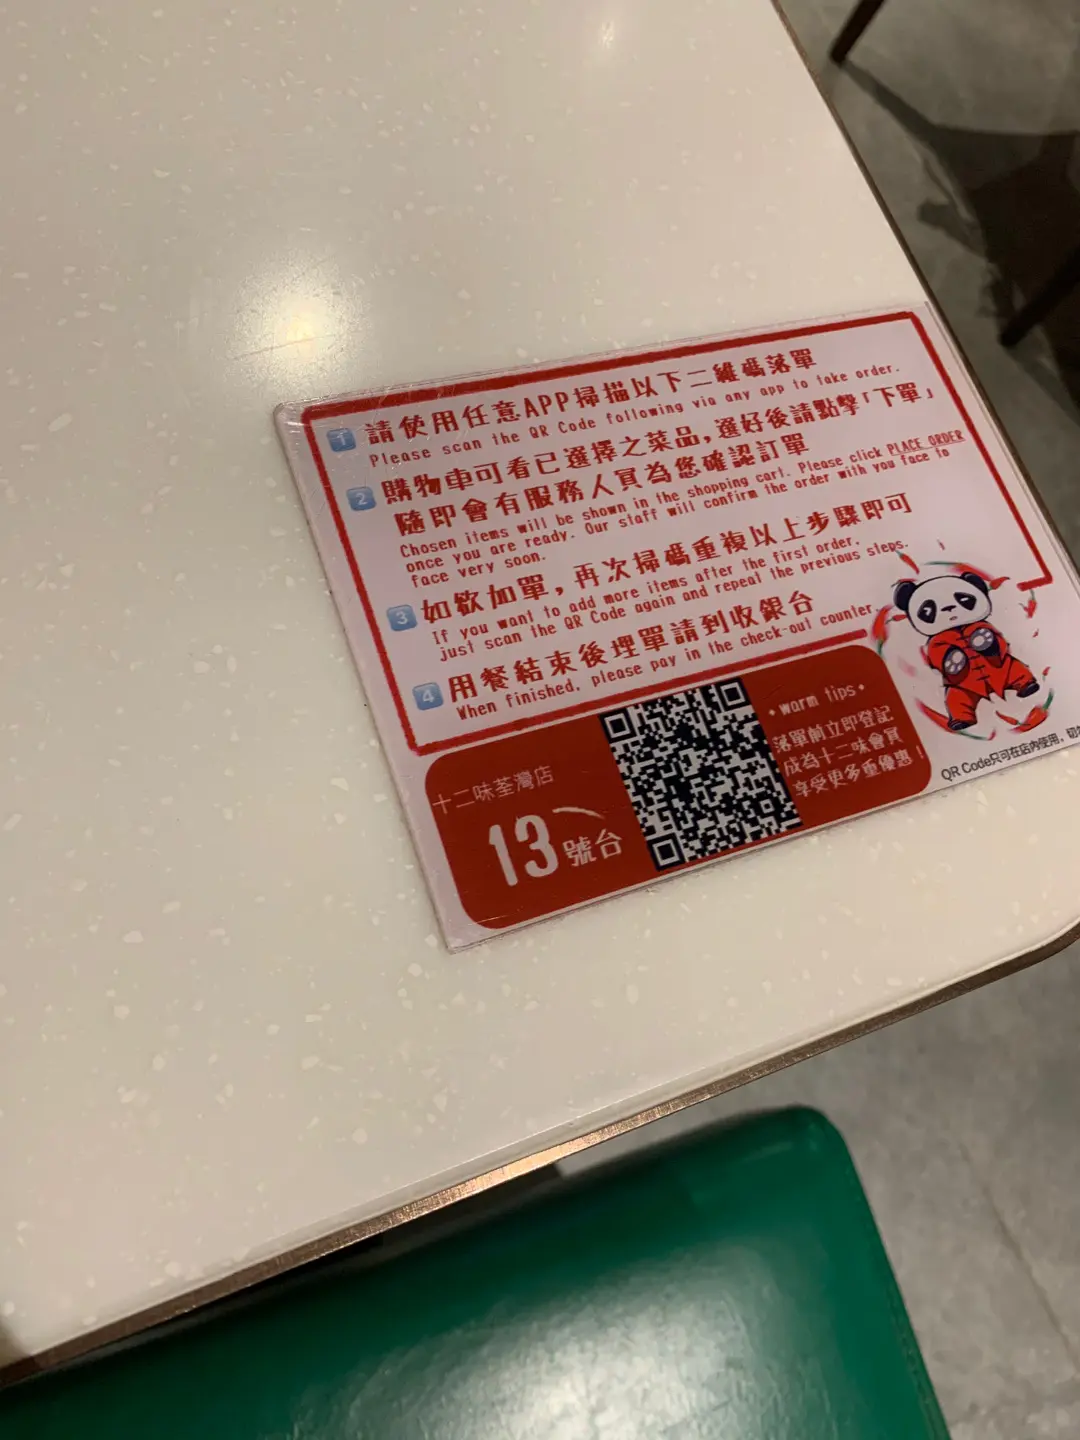 1 請使用任意APP掃描以下二維碼落單
Please scan the QR Code following via any app to take order.
2 購物車可看已選擇之菜品，選好後請點擊「下單」
隨即會有服務人員為您確認訂單
Chosen items will be shown in the shopping cart. Please click PLACE ORDER
once you are ready. Our staff will confirm the order with you face to
face very soon.
3 如欲加單，再次掃碼重複以上步驟即可
If you want to add more items after the first order,
just scan the QR Code again and repeat the previous steps.
4 用餐結束後埋單請到收銀台
When finished, please pay in the check-out counter.
十二味荃灣店
13號台
•warm tips•
落單前立即登記
成為十二味會員
享受更多重優惠！
QR Code只可在店內使用，切勿